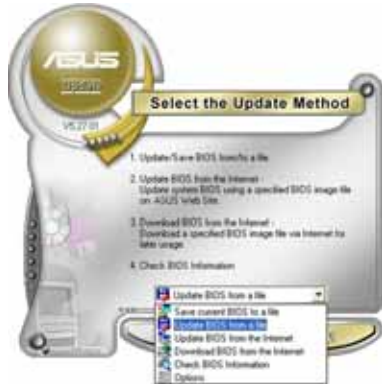 ASUS
Update
V5.27.01
Select the Update Method
1. Update/Save BIOS from/to a file
2. Update BIOS from the Internet -
Update system BIOS using a specified BIOS image file
on ASUS Web Site.
3. Download BIOS from the Internet -
Download a specified BIOS image file via Internet for
later usage.
4. Check BIOS Information
Update BIOS from a file
Save current BIOS to a file
Update BIOS from a file
Update BIOS from the Internet
Download BIOS from the Internet
Check BIOS Information
Options